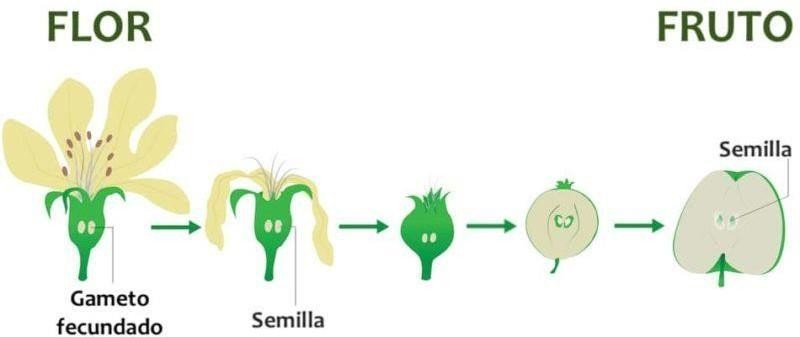 FLOR
FRUTO
Semilla
Gameto
fecundado
Semilla